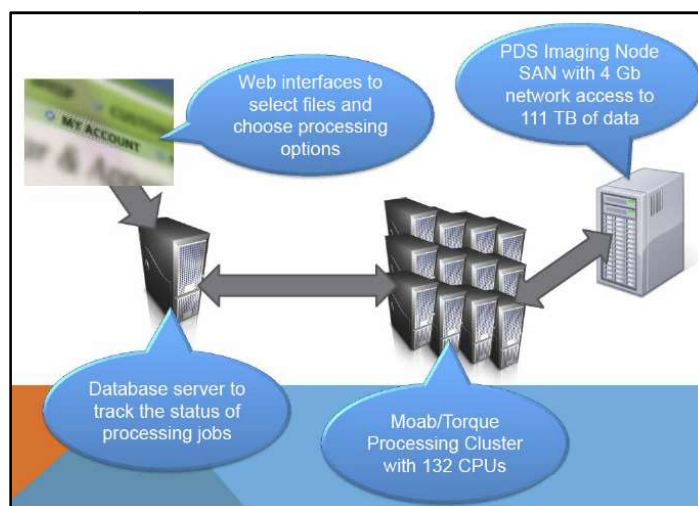 Web interfaces to
select files and
choose processing
options
PDS Imaging Node
SAN with 4 Gb
network access to
111 TB of data
MY ACCOUNT
Database server to
track the status of
processing jobs
Moab/Torque
Processing Cluster
with 132 CPUs